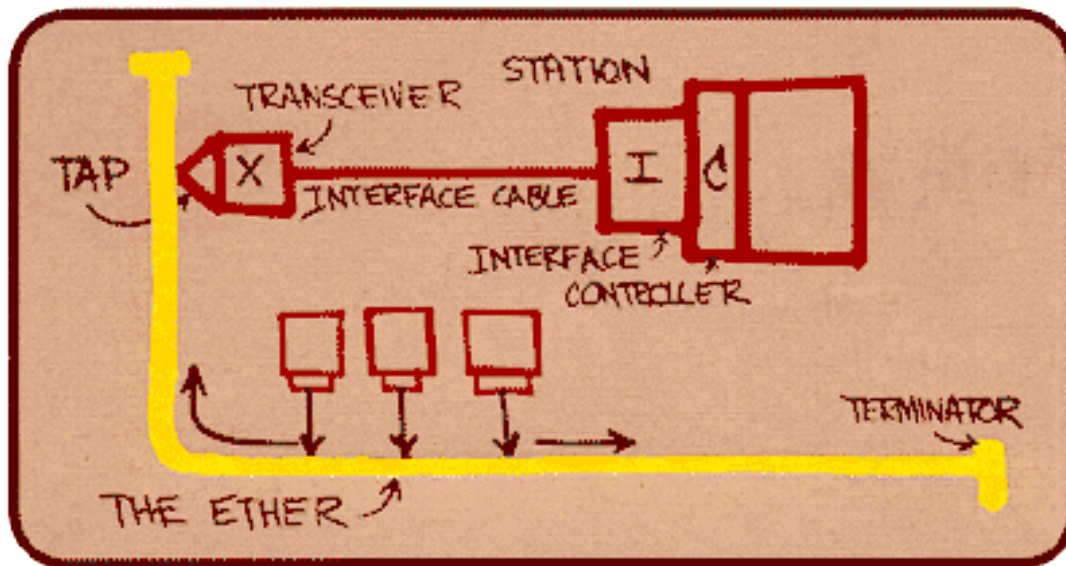 STATION
TRANSCEIVER
TAP
X
I
C
INTERFACE CABLE
INTERFACE
CONTROLLER
TERMINATOR
THE ETHER